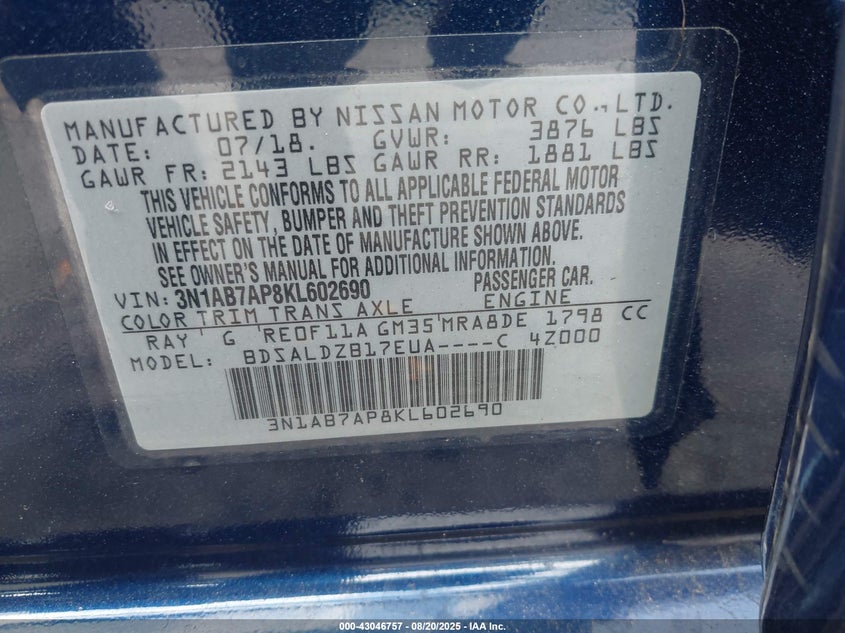 MANUFACTURED BY NISSAN MOTOR CO.,LTD.
DATE: 07/18. GVWR: 3876 LBS
GAWR FR: 2143 LBS GAWR RR: 1881 LBS
THIS VEHICLE CONFORMS TO ALL APPLICABLE FEDERAL MOTOR
VEHICLE SAFETY, BUMPER AND THEFT PREVENTION STANDARDS
IN EFFECT ON THE DATE OF MANUFACTURE SHOWN ABOVE.
SEE OWNER'S MANUAL FOR ADDITIONAL INFORMATION.
VIN: 3N1AB7AP8KL602690 PASSENGER CAR.
COLOR TRIM TRANS AXLE ENGINE
RAY G RE0F11A GM35 MRA8DE 1798 CC
MODEL: BDSALDZB17EUA----C 4Z000
3N1AB7AP8KL602690
000-43046757 - 08/20/2025 - IAA Inc.